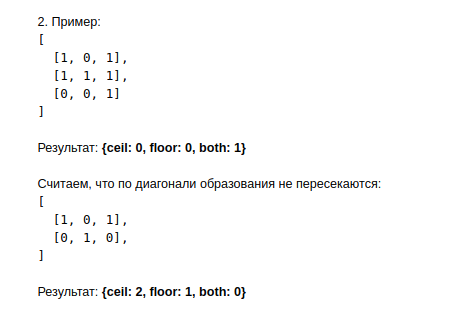 2. Пример:
[
[1, 0, 1],
[1, 1, 1],
[0, 0, 1]
]
Результат: {ceil: 0, floor: 0, both: 1}
Считаем, что по диагонали образования не пересекаются:
[
[1, 0, 1],
[0, 1, 0],
]
Результат: {ceil: 2, floor: 1, both: 0}